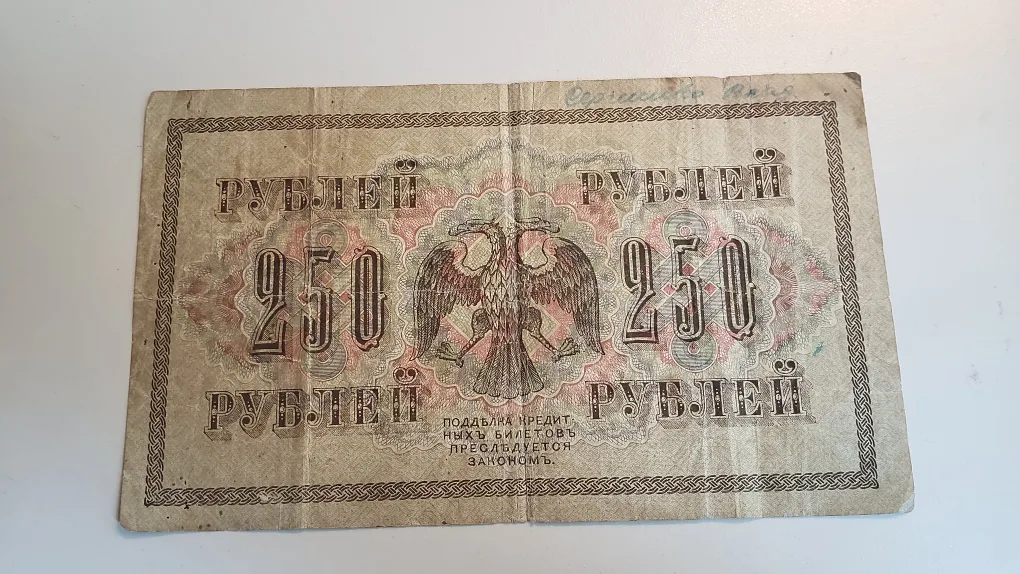 РУБЛЕЙ РУБЛЕЙ
250 250
РУБЛЕЙ РУБЛЕЙ
ПОДДѢЛКА КРЕДИТ
НЫХЪ БИЛЕТОВЪ
ПРЕСЛѢДУЕТСЯ
ЗАКОНОМЪ.